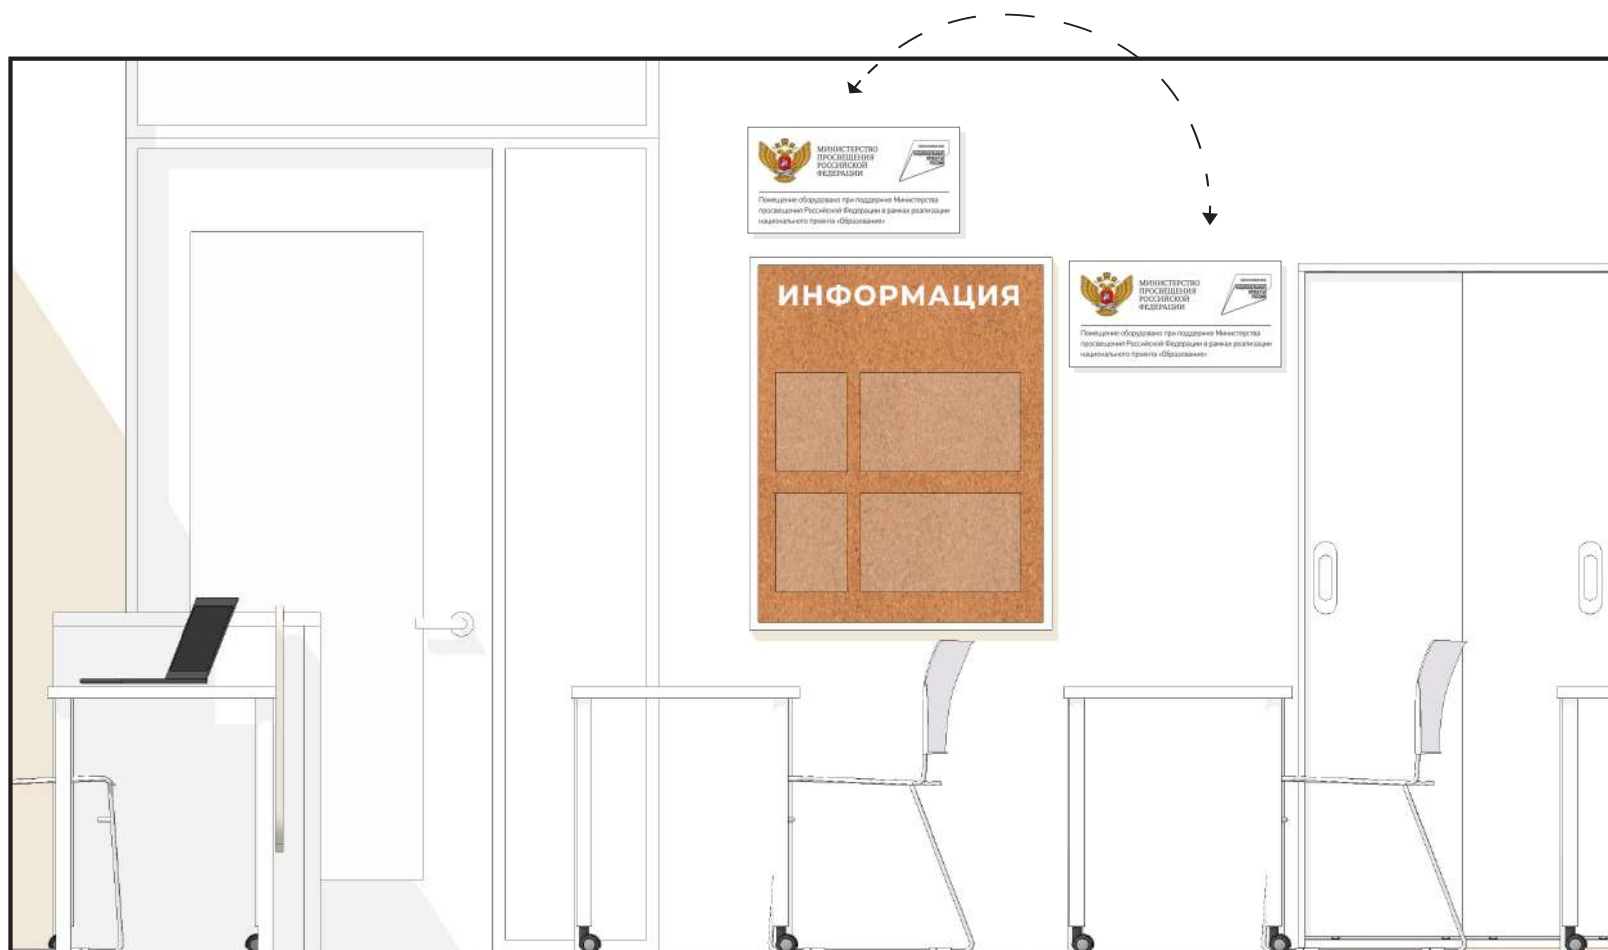 МИНИСТЕРСТВО
ПРОСВЕЩЕНИЯ
РОССИЙСКОЙ
ФЕДЕРАЦИИ
Помещение оборудовано при поддержке Министерства
просвещения Российской Федерации в рамках реализации
национального проекта «Образование»
ИНФОРМАЦИЯ
МИНИСТЕРСТВО
ПРОСВЕЩЕНИЯ
РОССИЙСКОЙ
ФЕДЕРАЦИИ
Помещение оборудовано при поддержке Министерства
просвещения Российской Федерации в рамках реализации
национального проекта «Образование»